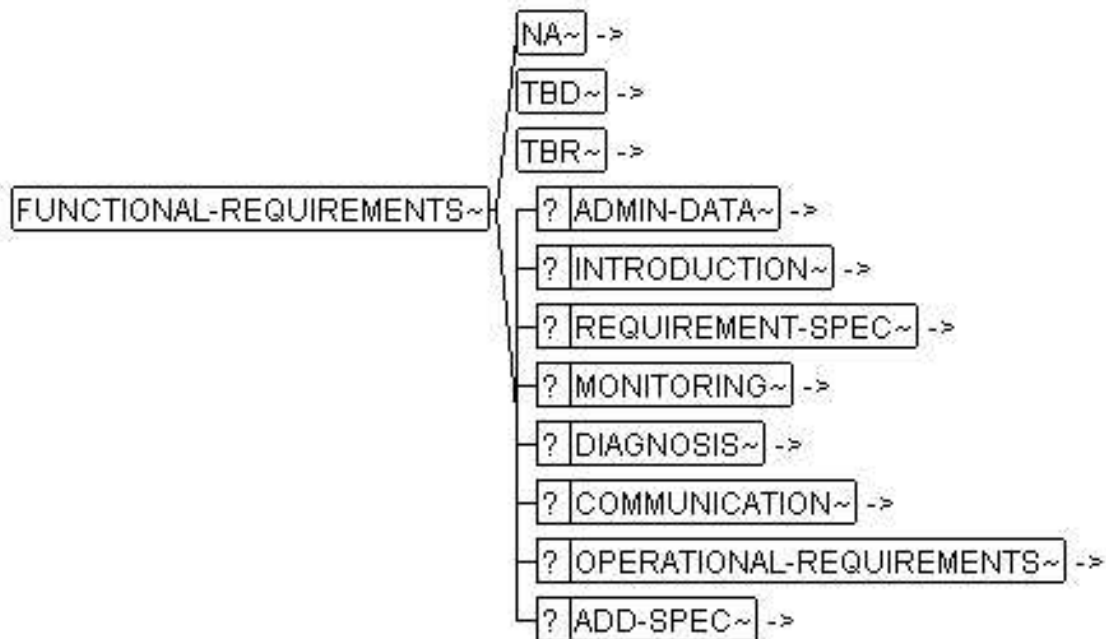 NA~ ->
TBD~ ->
TBR~ ->
FUNCTIONAL-REQUIREMENTS~
? ADMIN-DATA~ ->
? INTRODUCTION~ ->
? REQUIREMENT-SPEC~ ->
? MONITORING~ ->
? DIAGNOSIS~ ->
? COMMUNICATION~ ->
? OPERATIONAL-REQUIREMENTS~ ->
? ADD-SPEC~ ->